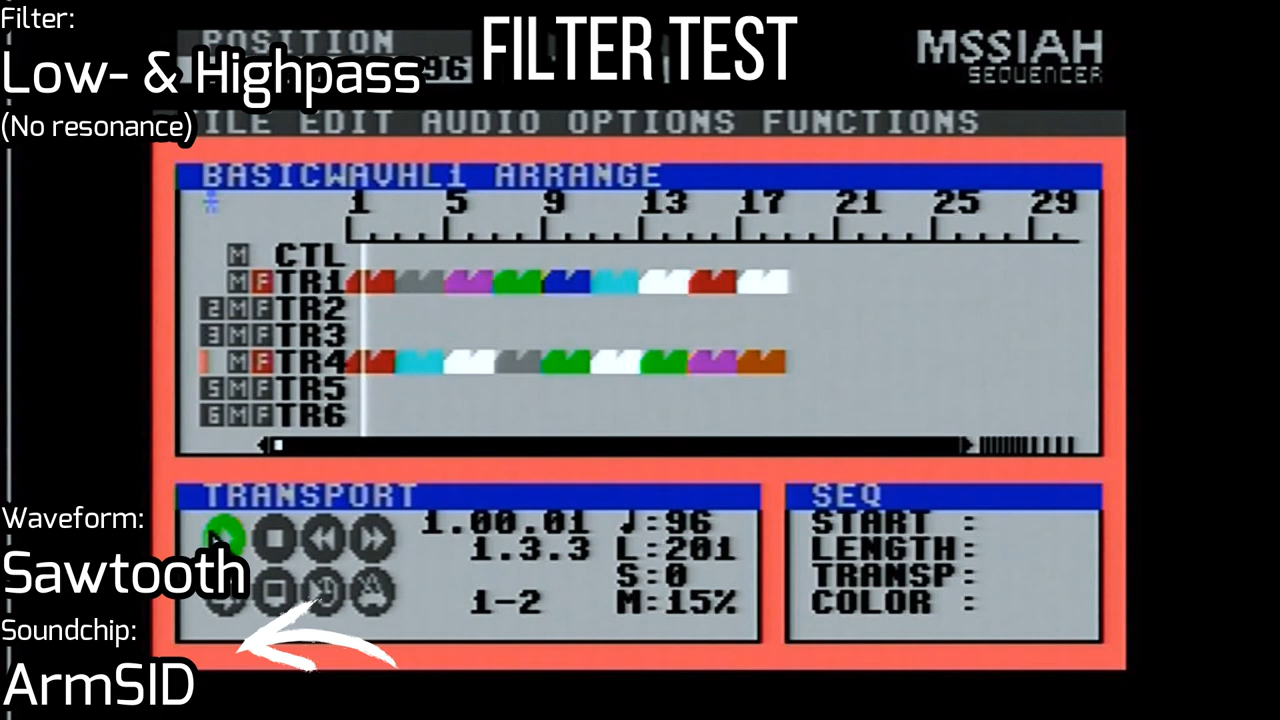 Filter:
Low- & Highpass
(No resonance)
POSITION
96
FILTER TEST
MSSIAH
SEQUENCER
ILE EDIT AUDIO OPTIONS FUNCTIONS
BASICWAVHL1 ARRANGE
1 5 9 13 17 21 25 29
M CTL
M F TR1
2 M F TR2
3 M F TR3
M F TR4
5 M F TR5
6 M F TR6
TRANSPORT
1.00.01 ♩:96
1.3.3 L:201
S:0
1-2 M:15%
SEQ
START :
LENGTH:
TRANSP:
COLOR :
Waveform:
Sawtooth
Soundchip:
ArmSID